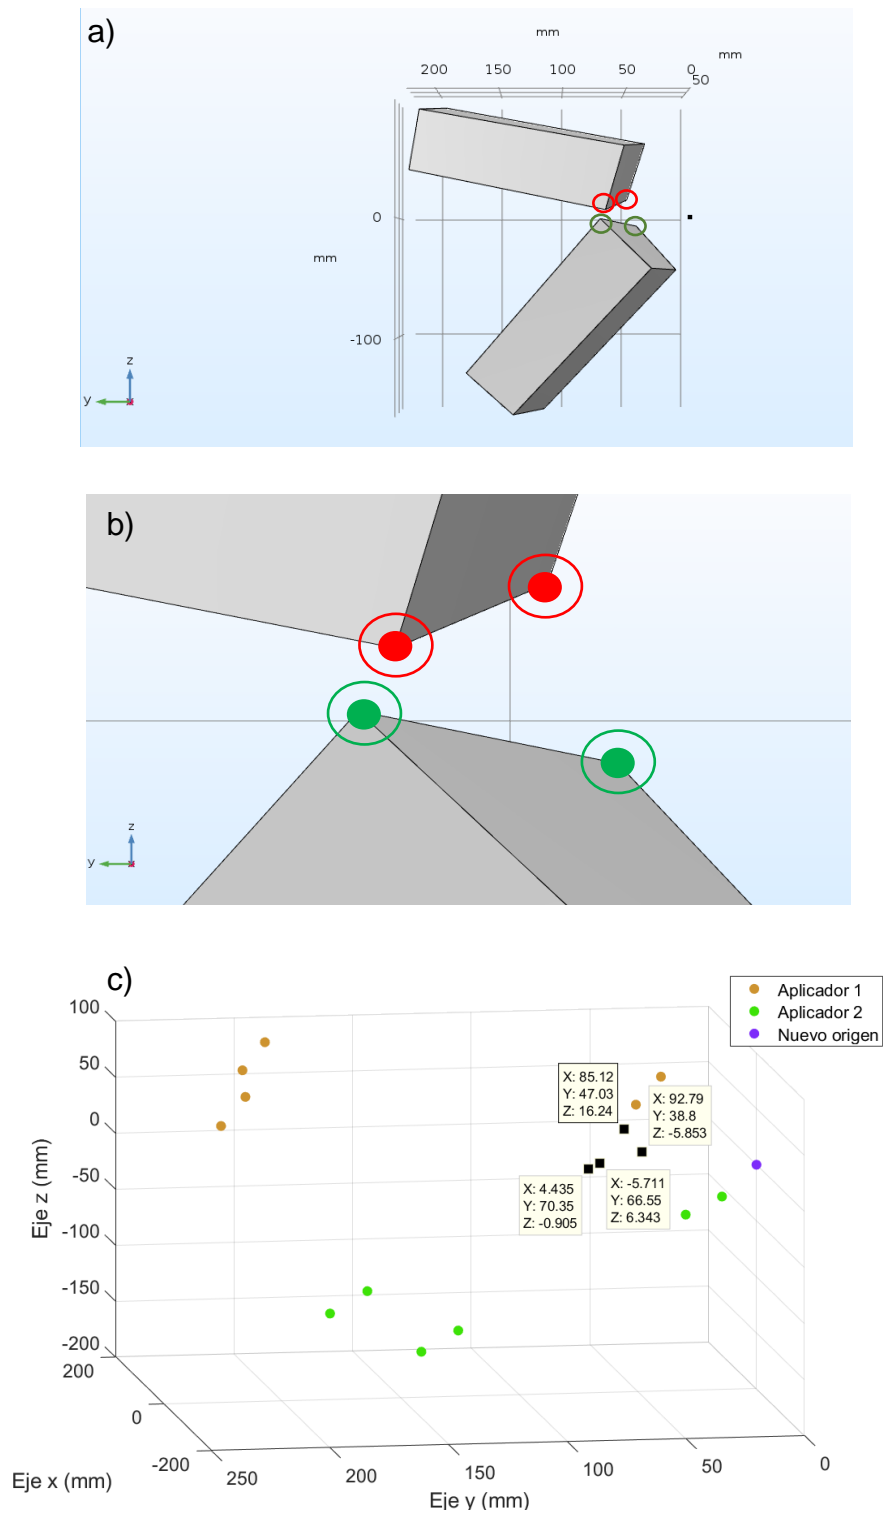 a)
mm
mm
200 150 100 50 0
50
0
mm
-100
z
y
b)
z
y
c)
Aplicador 1
Aplicador 2
Nuevo origen
100
50
0
-50
-100
-150
-200
Eje z (mm)
X: 85.12
Y: 47.03
Z: 16.24
X: 92.79
Y: 38.8
Z: -5.853
X: 4.435
Y: 70.35
Z: -0.905
X: -5.711
Y: 66.55
Z: 6.343
200
0
-200
Eje x (mm)
250 200 150 100 50 0
Eje y (mm)